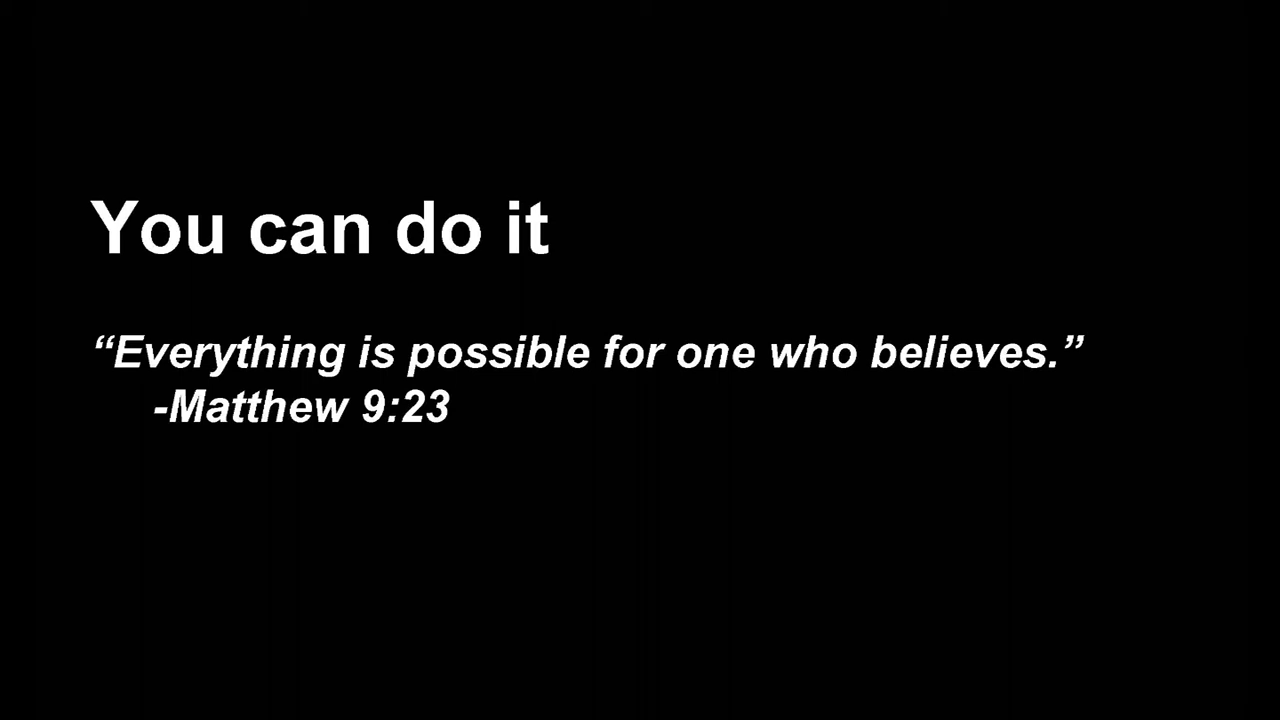 You can do it
“Everything is possible for one who believes.”
-Matthew 9:23